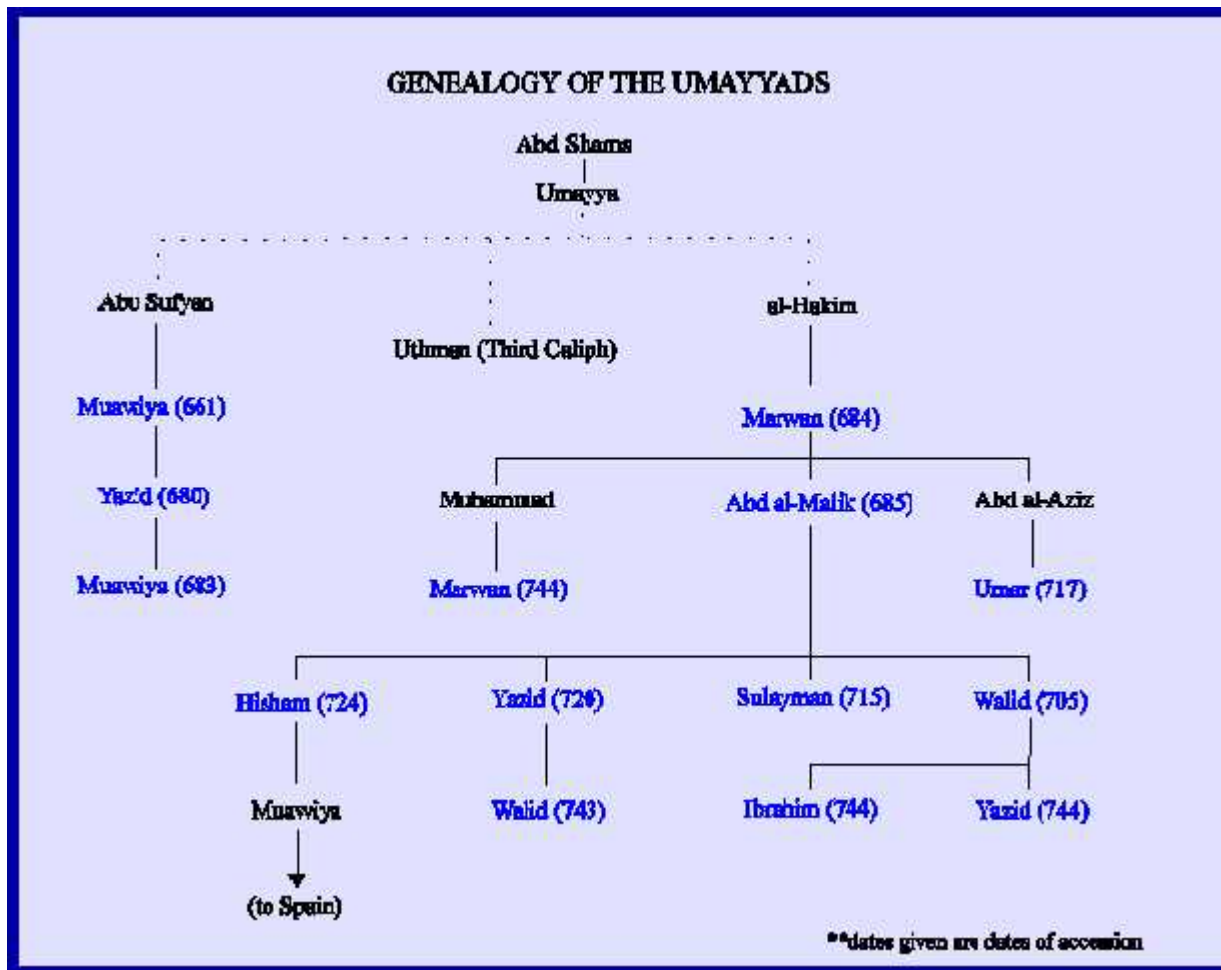 GENEALOGY OF THE UMAYYADS
Abd Shams
Umayya
Abu Sufyan
al-Hakim
Uthman (Third Caliph)
Muawiya (661)
Marwan (684)
Yazid (680)
Muhammad
Abd al-Malik (685)
Abd al-Aziz
Muawiya (683)
Marwan (744)
Umar (717)
Hisham (724)
Yazid (720)
Sulayman (715)
Walid (705)
Muawiya
Walid (743)
Ibrahim (744)
Yazid (744)
(to Spain)
**dates given are dates of accession